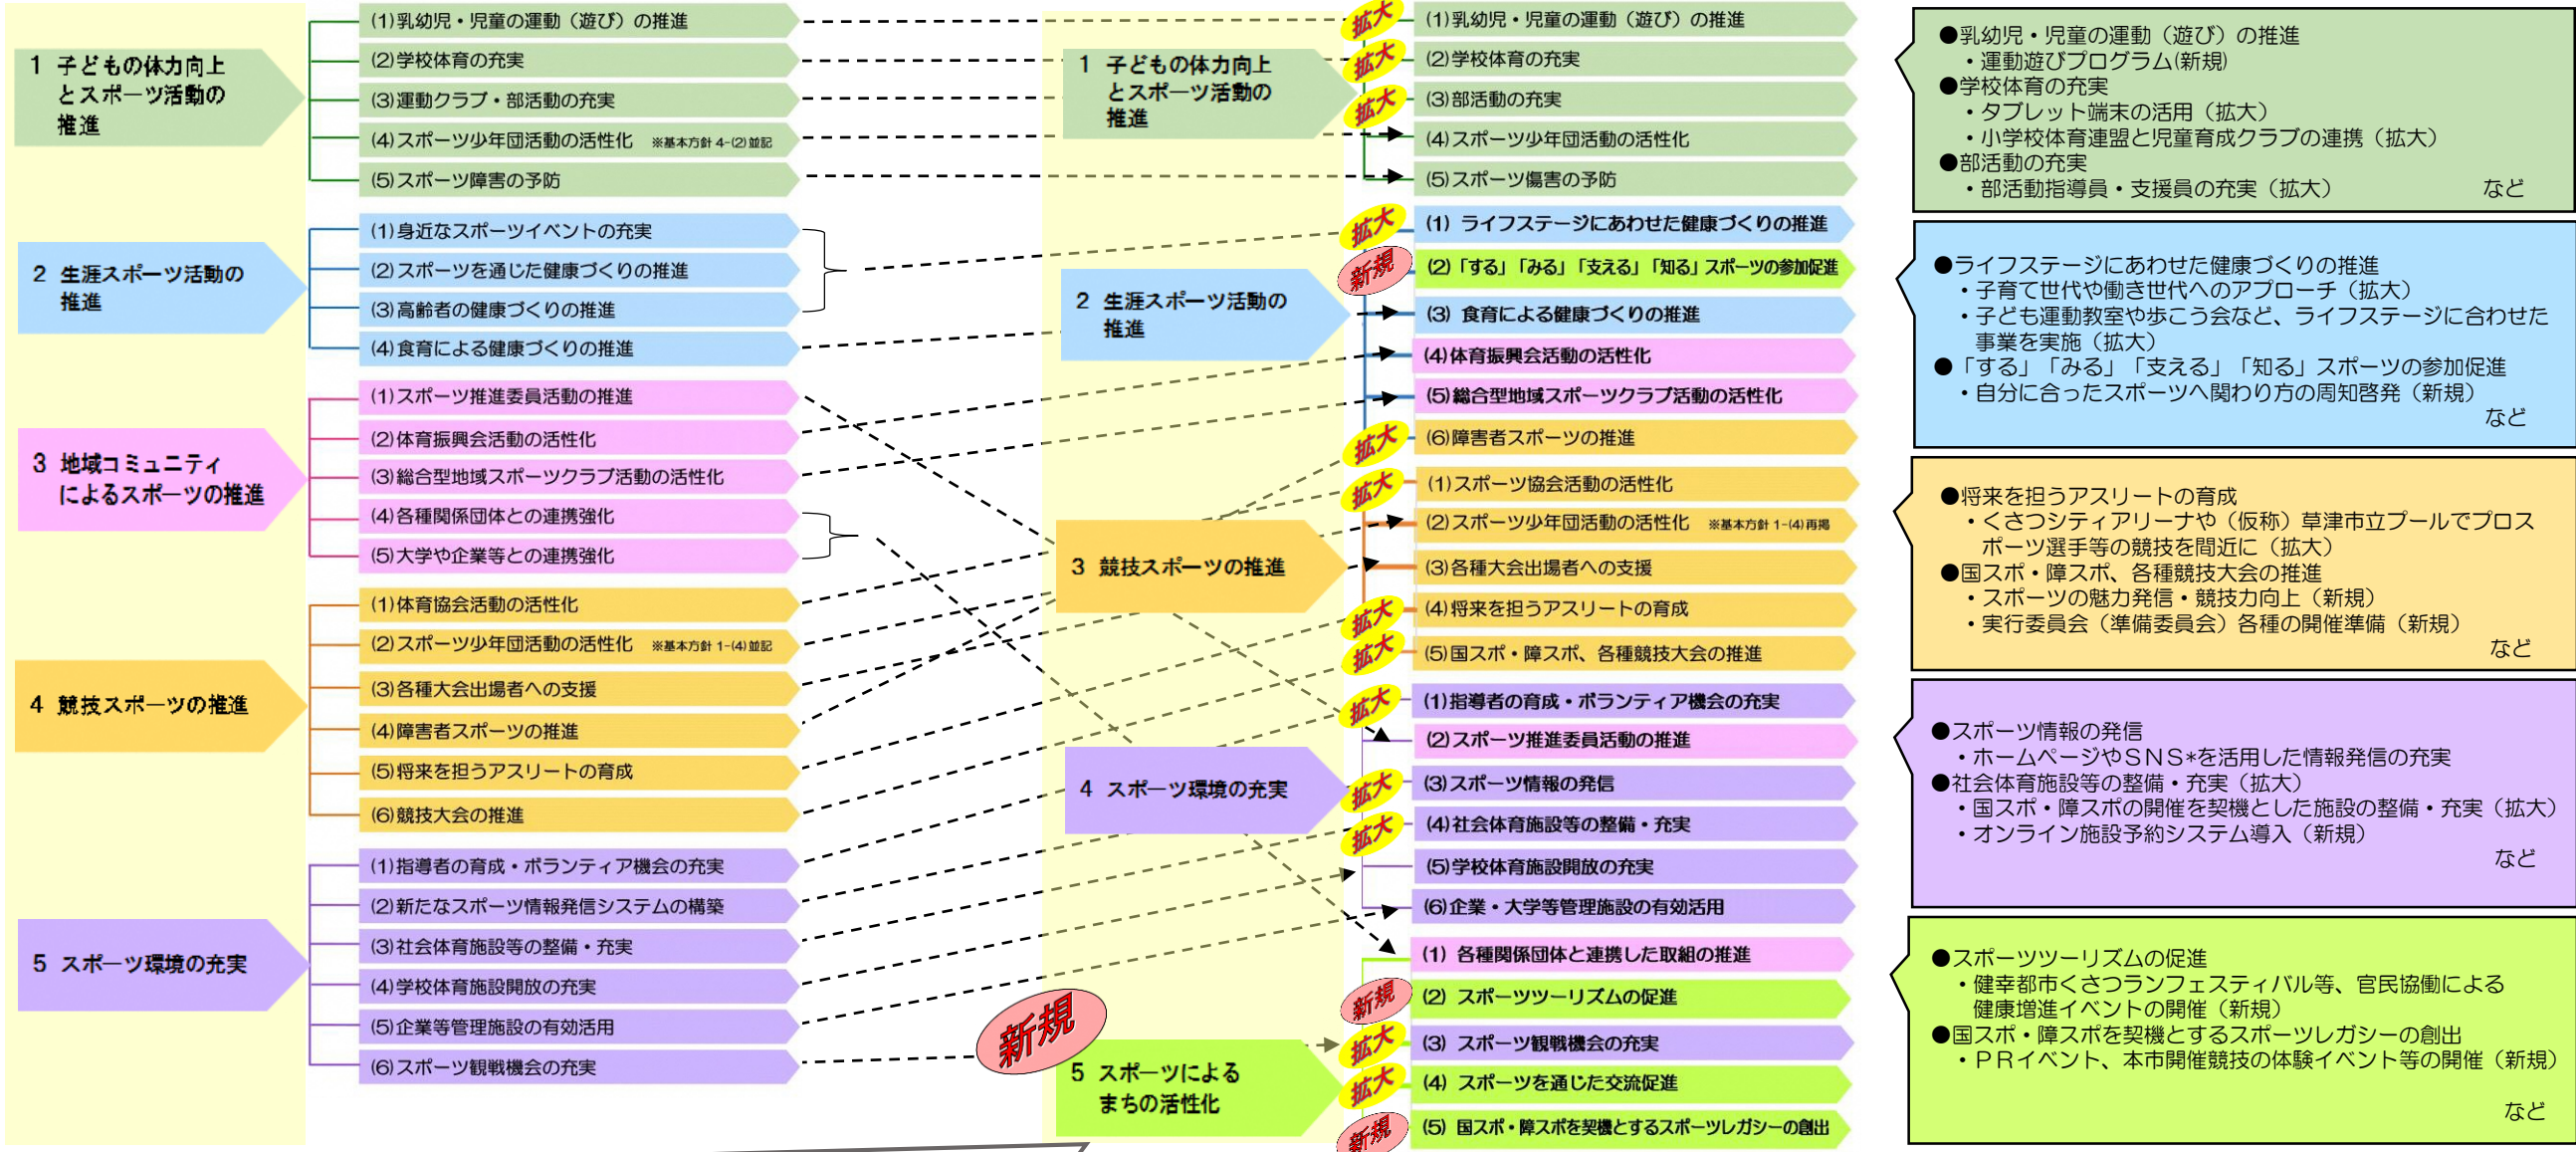 1 子どもの体力向上
とスポーツ活動の
推進
(1)乳幼児・児童の運動（遊び）の推進
(2)学校体育の充実
(3)運動クラブ・部活動の充実
(4)スポーツ少年団活動の活性化 ※基本方針 4-(2)並記
(5)スポーツ障害の予防
2 生涯スポーツ活動の
推進
(1)身近なスポーツイベントの充実
(2)スポーツを通じた健康づくりの推進
(3)高齢者の健康づくりの推進
(4)食育による健康づくりの推進
3 地域コミュニティ
によるスポーツの推進
(1)スポーツ推進委員活動の推進
(2)体育振興会活動の活性化
(3)総合型地域スポーツクラブ活動の活性化
(4)各種関係団体との連携強化
(5)大学や企業等との連携強化
4 競技スポーツの推進
(1)体育協会活動の活性化
(2)スポーツ少年団活動の活性化 ※基本方針 1-(4)並記
(3)各種大会出場者への支援
(4)障害者スポーツの推進
(5)将来を担うアスリートの育成
(6)競技大会の推進
5 スポーツ環境の充実
(1)指導者の育成・ボランティア機会の充実
(2)新たなスポーツ情報発信システムの構築
(3)社会体育施設等の整備・充実
(4)学校体育施設開放の充実
(5)企業等管理施設の有効活用
(6)スポーツ観戦機会の充実
1 子どもの体力向上
とスポーツ活動の
推進
拡大 (1)乳幼児・児童の運動（遊び）の推進
拡大 (2)学校体育の充実
拡大 (3)部活動の充実
(4)スポーツ少年団活動の活性化
(5)スポーツ傷害の予防
2 生涯スポーツ活動の
推進
拡大 (1) ライフステージにあわせた健康づくりの推進
新規 (2)「する」「みる」「支える」「知る」スポーツの参加促進
(3) 食育による健康づくりの推進
(4)体育振興会活動の活性化
(5)総合型地域スポーツクラブ活動の活性化
拡大 (6)障害者スポーツの推進
3 競技スポーツの推進
拡大 (1)スポーツ協会活動の活性化
(2)スポーツ少年団活動の活性化 ※基本方針 1-(4)再掲
(3)各種大会出場者への支援
拡大 (4)将来を担うアスリートの育成
拡大 (5)国スポ・障スポ、各種競技大会の推進
4 スポーツ環境の充実
拡大 (1)指導者の育成・ボランティア機会の充実
(2)スポーツ推進委員活動の推進
拡大 (3)スポーツ情報の発信
拡大 (4)社会体育施設等の整備・充実
(5)学校体育施設開放の充実
(6)企業・大学等管理施設の有効活用
新規
5 スポーツによる
まちの活性化
(1) 各種関係団体と連携した取組の推進
新規 (2) スポーツツーリズムの促進
拡大 (3) スポーツ観戦機会の充実
拡大 (4) スポーツを通じた交流促進
新規 (5) 国スポ・障スポを契機とするスポーツレガシーの創出
●乳幼児・児童の運動（遊び）の推進
・運動遊びプログラム(新規)
●学校体育の充実
・タブレット端末の活用（拡大）
・小学校体育連盟と児童育成クラブの連携（拡大）
●部活動の充実
・部活動指導員・支援員の充実（拡大） など
●ライフステージにあわせた健康づくりの推進
・子育て世代や働き世代へのアプローチ（拡大）
・子ども運動教室や歩こう会など、ライフステージに合わせた
事業を実施（拡大）
●「する」「みる」「支える」「知る」スポーツの参加促進
・自分に合ったスポーツへ関わり方の周知啓発（新規）
など
●将来を担うアスリートの育成
・くさつシティアリーナや（仮称）草津市立プールでプロス
ポーツ選手等の競技を間近に（拡大）
●国スポ・障スポ、各種競技大会の推進
・スポーツの魅力発信・競技力向上（新規）
・実行委員会（準備委員会）各種の開催準備（新規）
など
●スポーツ情報の発信
・ホームページやＳＮＳ*を活用した情報発信の充実
●社会体育施設等の整備・充実（拡大）
・国スポ・障スポの開催を契機とした施設の整備・充実（拡大）
・オンライン施設予約システム導入（新規）
など
●スポーツツーリズムの促進
・健幸都市くさつランフェスティバル等、官民協働による
健康増進イベントの開催（新規）
●国スポ・障スポを契機とするスポーツレガシーの創出
・ＰＲイベント、本市開催競技の体験イベント等の開催（新規）
など